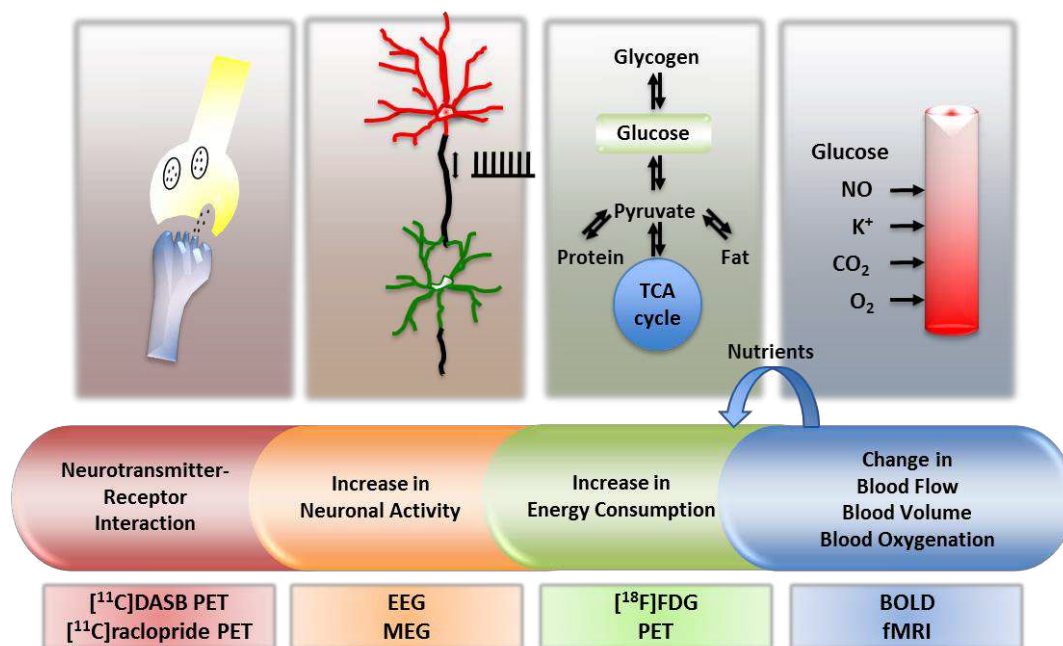 Glycogen
Glucose
Pyruvate
Protein
Fat
TCA
cycle
Glucose
NO
K⁺
CO₂
O₂
Nutrients
Neurotransmitter-
Receptor
Interaction
Increase in
Neuronal Activity
Increase in
Energy Consumption
Change in
Blood Flow
Blood Volume
Blood Oxygenation
[¹¹C]DASB PET
[¹¹C]raclopride PET
EEG
MEG
[¹⁸F]FDG
PET
BOLD
fMRI